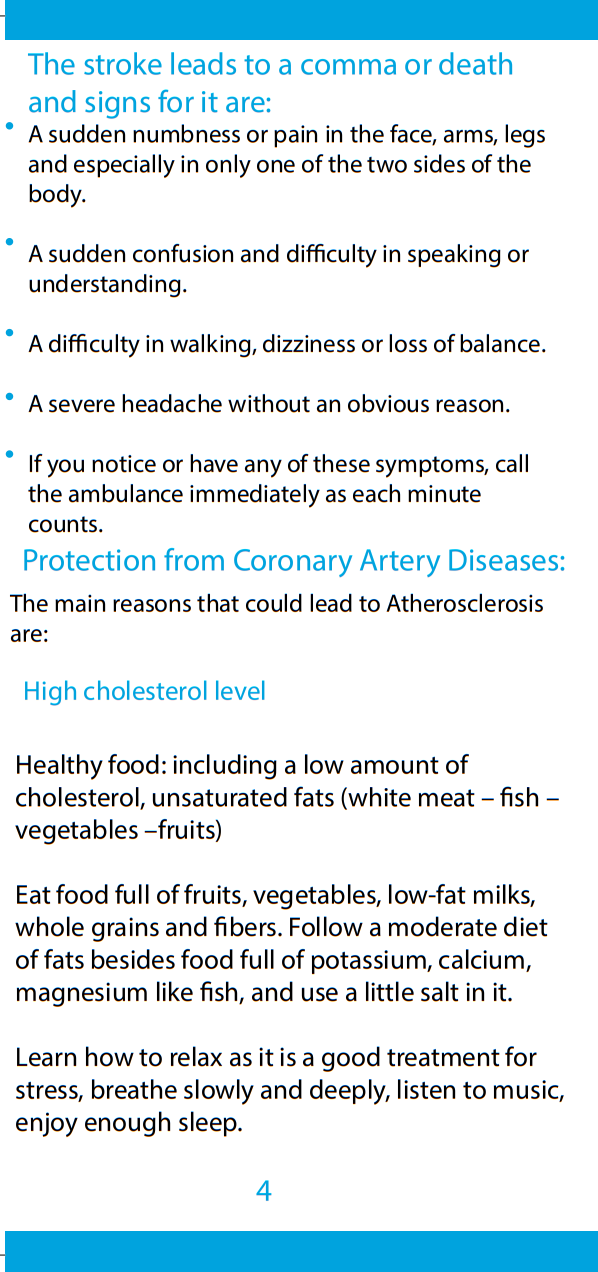 The stroke leads to a comma or death
and signs for it are:
• A sudden numbness or pain in the face, arms, legs
and especially in only one of the two sides of the
body.
• A sudden confusion and difficulty in speaking or
understanding.
• A difficulty in walking, dizziness or loss of balance.
• A severe headache without an obvious reason.
• If you notice or have any of these symptoms, call
the ambulance immediately as each minute
counts.
Protection from Coronary Artery Diseases:
The main reasons that could lead to Atherosclerosis
are:
High cholesterol level
Healthy food: including a low amount of
cholesterol, unsaturated fats (white meat – fish –
vegetables –fruits)
Eat food full of fruits, vegetables, low-fat milks,
whole grains and fibers. Follow a moderate diet
of fats besides food full of potassium, calcium,
magnesium like fish, and use a little salt in it.
Learn how to relax as it is a good treatment for
stress, breathe slowly and deeply, listen to music,
enjoy enough sleep.
4